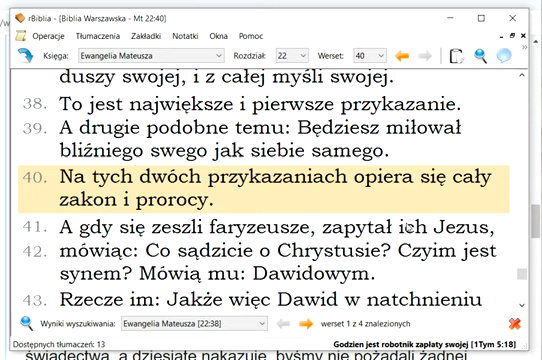 rBiblia - [Biblia Warszawska - Mt 22:40]
Operacje Tłumaczenia Zakładki Notatki Okna Pomoc
Księga: Ewangelia Mateusza Rozdział: 22 Werset: 40
duszy swojej, i z całej myśli swojej.
38. To jest największe i pierwsze przykazanie.
39. A drugie podobne temu: Będziesz miłował
bliźniego swego jak siebie samego.
40. Na tych dwóch przykazaniach opiera się cały
zakon i prorocy.
41. A gdy się zeszli faryzeusze, zapytał ich Jezus,
42. mówiąc: Co sądzicie o Chrystusie? Czyim jest
synem? Mówią mu: Dawidowym.
43. Rzecze im: Jakże więc Dawid w natchnieniu
Wyniki wyszukiwania: Ewangelia Mateusza [22:38] werset 1 z 4 znalezionych
Dostępnych tłumaczeń: 13 Godzien jest robotnik zapłaty swojej [1Tym 5:18]
świadectwa, a dziesiąte nakazuje, byśmy nie pożądali żadnej